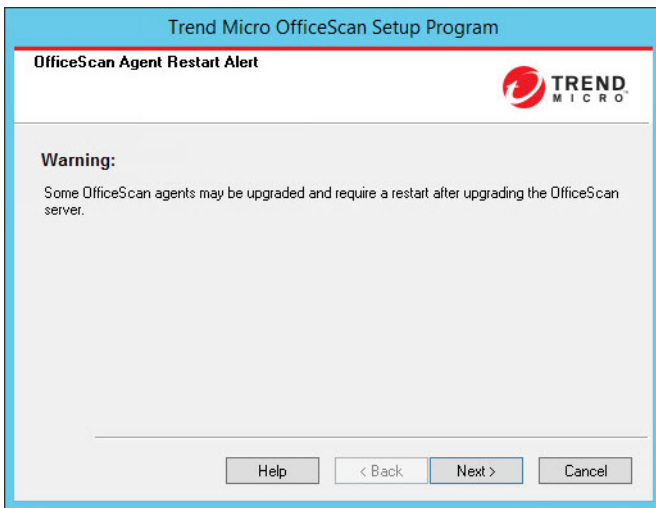 Trend Micro OfficeScan Setup Program
OfficeScan Agent Restart Alert
TREND
MICRO
Warning:
Some OfficeScan agents may be upgraded and require a restart after upgrading the OfficeScan
server.
Help
< Back
Next >
Cancel